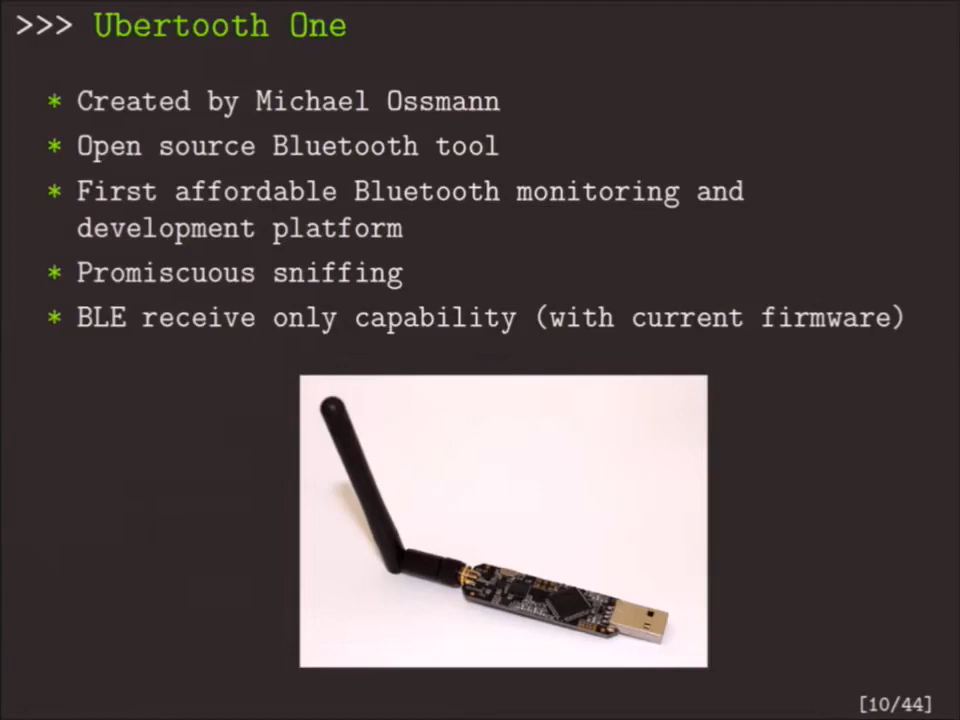 >>> Ubertooth One
* Created by Michael Ossmann
* Open source Bluetooth tool
* First affordable Bluetooth monitoring and
development platform
* Promiscuous sniffing
* BLE receive only capability (with current firmware)
[10/44]